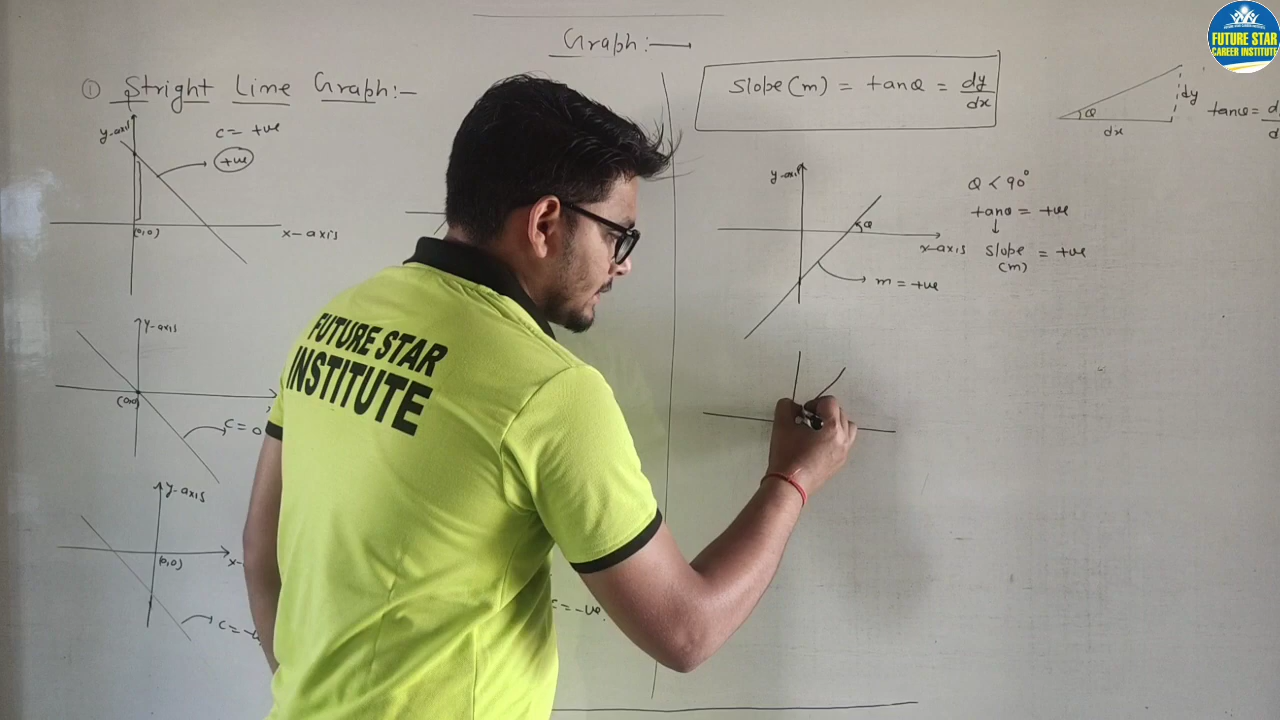 Graph:—
① Stright Line Graph:-
y-axis
c = +ve
+ve
(0,0)
x-axis
y-axis
(0,0)
c = 0
y-axis
(0,0)
x-
c = -
c = -ve.
Slope(m) = tanθ = dy/dx
θ
dy
dx
tanθ = d
d
y-axis
θ
x-axis
m = +ve
θ < 90°
tanθ = +ve
↓
slope = +ve
(m)
FUTURE STAR
INSTITUTE
FUTURE STAR
CAREER INSTITUTE